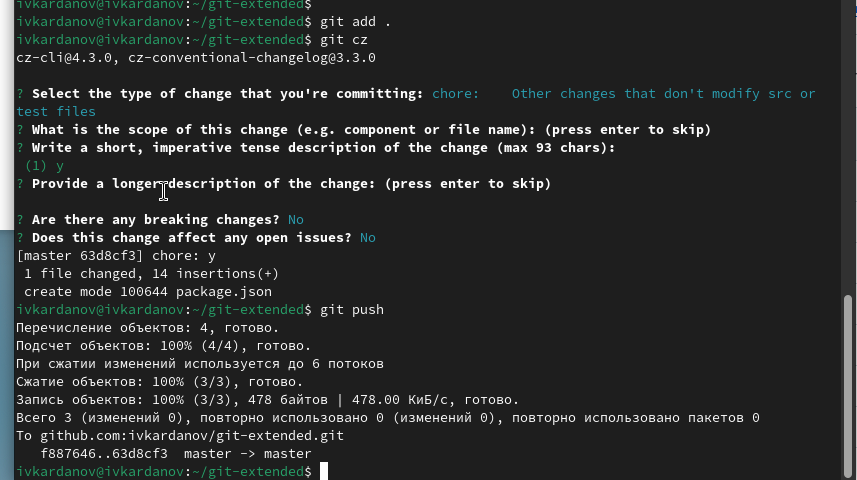 ivkardanov@ivkardanov:~/git-extended$
ivkardanov@ivkardanov:~/git-extended$ git add .
ivkardanov@ivkardanov:~/git-extended$ git cz
cz-cli@4.3.0, cz-conventional-changelog@3.3.0
? Select the type of change that you're committing: chore:    Other changes that don't modify src or
test files
? What is the scope of this change (e.g. component or file name): (press enter to skip)
? Write a short, imperative tense description of the change (max 93 chars):
 (1) y
? Provide a longer description of the change: (press enter to skip)
? Are there any breaking changes? No
? Does this change affect any open issues? No
[master 63d8cf3] chore: y
 1 file changed, 14 insertions(+)
 create mode 100644 package.json
ivkardanov@ivkardanov:~/git-extended$ git push
Перечисление объектов: 4, готово.
Подсчет объектов: 100% (4/4), готово.
При сжатии изменений используется до 6 потоков
Сжатие объектов: 100% (3/3), готово.
Запись объектов: 100% (3/3), 478 байтов | 478.00 КиБ/с, готово.
Всего 3 (изменений 0), повторно использовано 0 (изменений 0), повторно использовано пакетов 0
To github.com:ivkardanov/git-extended.git
   f887646..63d8cf3  master -> master
ivkardanov@ivkardanov:~/git-extended$